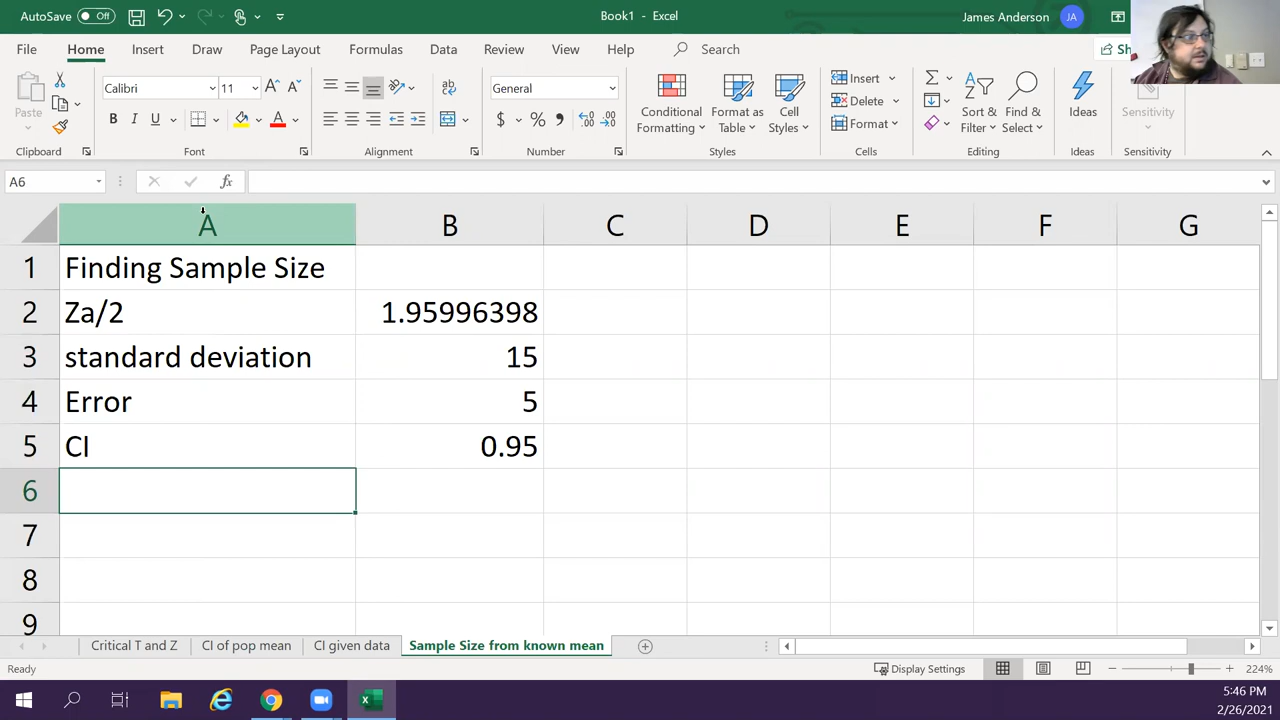 AutoSave Off Book1 - Excel James Anderson JA
File Home Insert Draw Page Layout Formulas Data Review View Help Search Sh
Paste
Clipboard
Calibri 11
B I U A
Font
Alignment
General
$ % 9
Number
Conditional Formatting
Format as Table
Cell Styles
Styles
Insert
Delete
Format
Cells
Sort & Filter
Find & Select
Editing
Ideas
Ideas
Sensitivity
Sensitivity
A6 fx
A B C D E F G
1 Finding Sample Size
2 Za/2 1.95996398
3 standard deviation 15
4 Error 5
5 CI 0.95
6
7
8
9
Critical T and Z CI of pop mean CI given data Sample Size from known mean
Ready Display Settings 224%
5:46 PM
2/26/2021